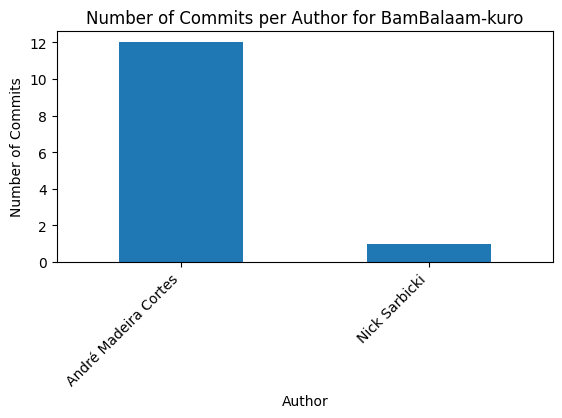 Number of Commits per Author for BamBalaam-kuro
Number of Commits
12
10
8
6
4
2
0
André Madeira Cortes
Nick Sarbicki
Author